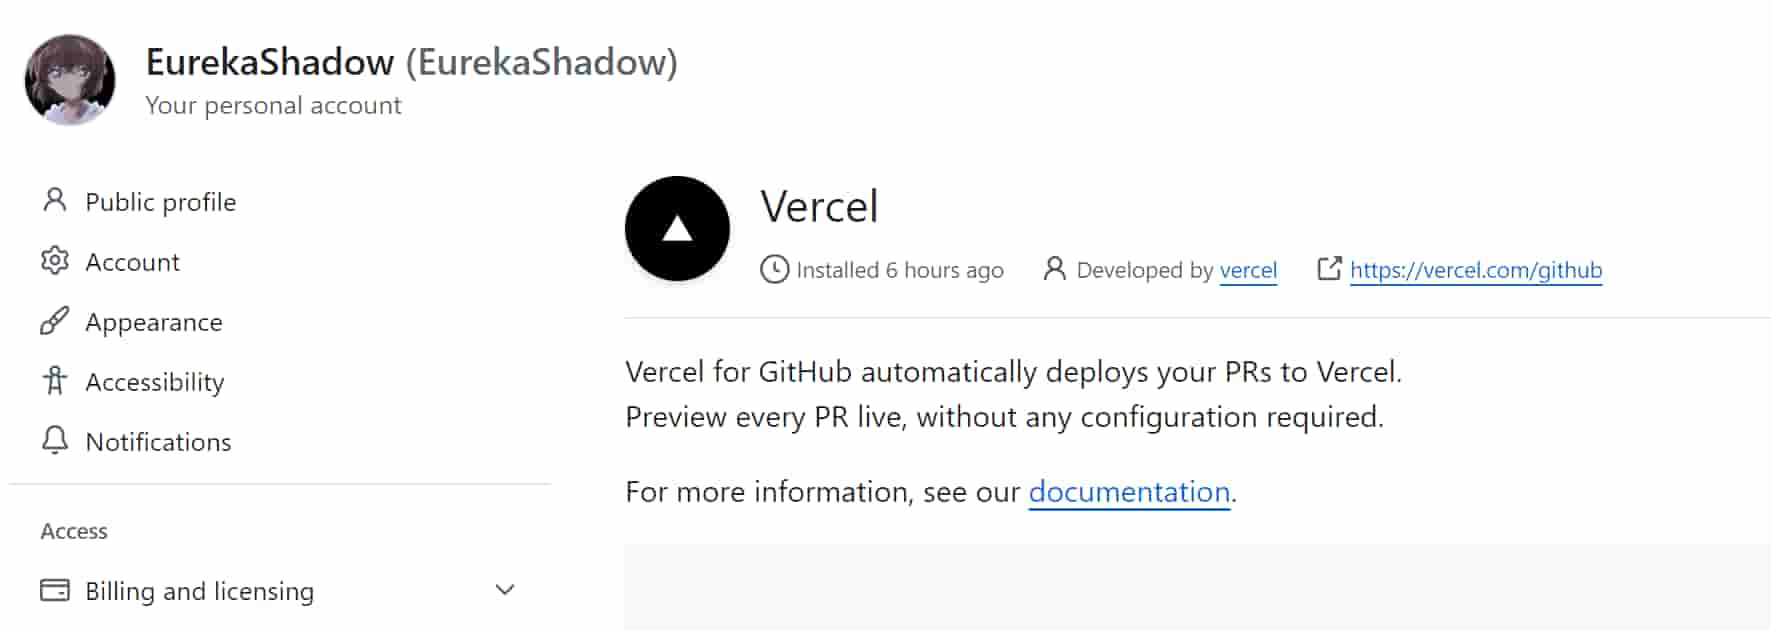 EurekaShadow (EurekaShadow)
Your personal account
Public profile
Account
Appearance
Accessibility
Notifications
Access
Billing and licensing
Vercel
Installed 6 hours ago Developed by vercel https://vercel.com/github
Vercel for GitHub automatically deploys your PRs to Vercel.
Preview every PR live, without any configuration required.
For more information, see our documentation.